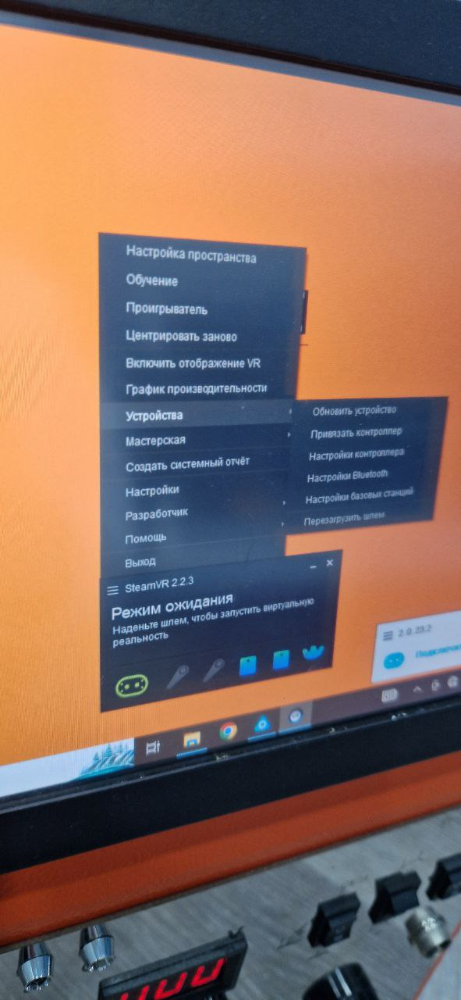 Настройка пространства
Обучение
Проигрыватель
Центрировать заново
Включить отображение VR
График производительности
Устройства
Мастерская
Создать системный отчёт
Настройки
Разработчик
Помощь
Выход
Обновить устройство
Привязать контроллер
Настройки контроллера
Настройки Bluetooth
Настройки базовых станций
Перезагрузить шлем
SteamVR 2.2.3
Режим ожидания
Наденьте шлем, чтобы запустить виртуальную
реальность
2.0.23.2